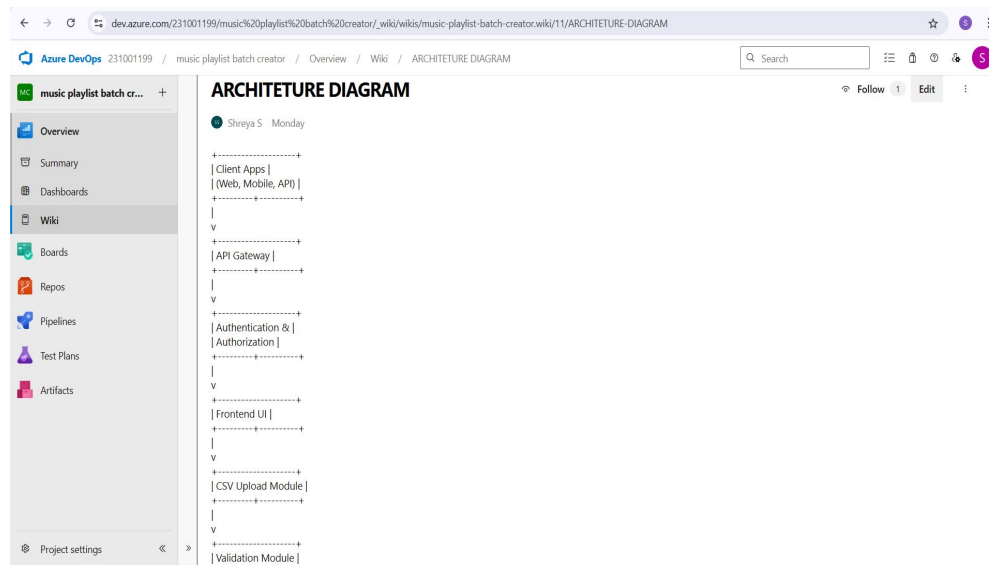 dev.azure.com/231001199/music%20playlist%20batch%20creator/_wiki/wikis/music-playlist-batch-creator.wiki/11/ARCHITETURE-DIAGRAM
S
Azure DevOps 231001199 / music playlist batch creator / Overview / Wiki / ARCHITETURE DIAGRAM
Search
S
MC music playlist batch cr... +
ARCHITETURE DIAGRAM
Follow 1 Edit
Shreya S Monday
Overview
Summary
Dashboards
Wiki
Boards
Repos
Pipelines
Test Plans
Artifacts
Project settings
+-------------------+
| Client Apps |
| (Web, Mobile, API) |
+---------+----------+
|
v
+-------------------+
| API Gateway |
+---------+----------+
|
v
+-------------------+
| Authentication & |
| Authorization |
+---------+----------+
|
v
+-------------------+
| Frontend UI |
+---------+----------+
|
v
+-------------------+
| CSV Upload Module |
+---------+----------+
|
v
+-------------------+
| Validation Module |